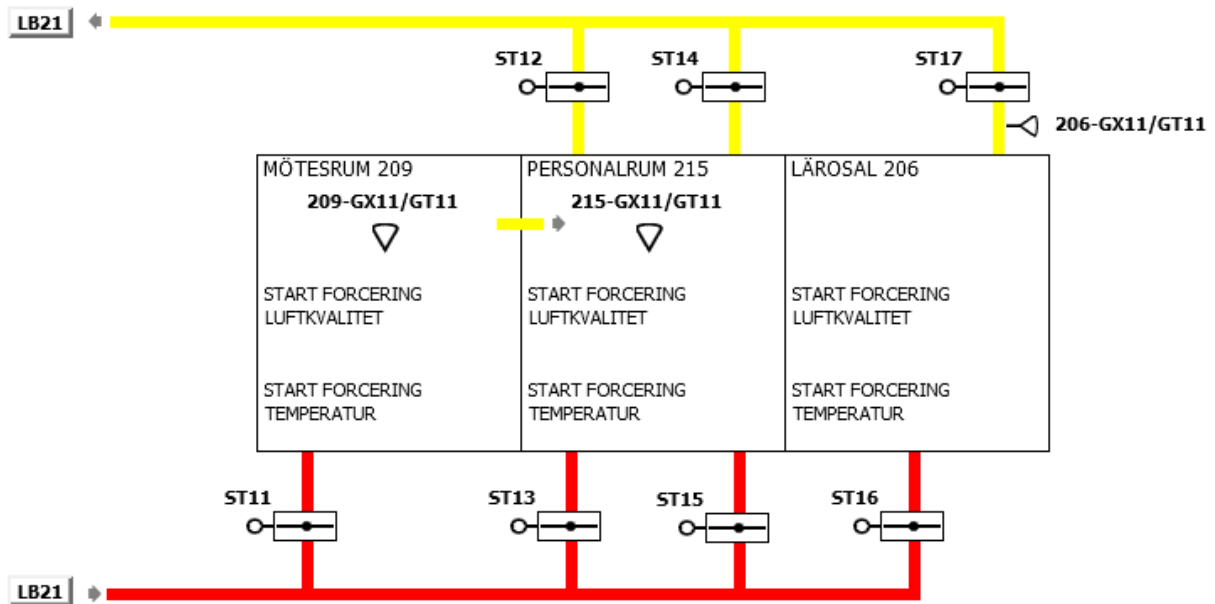 LB21
ST12
ST14
ST17
206-GX11/GT11
MÖTESRUM 209
PERSONALRUM 215
LÄROSAL 206
209-GX11/GT11
215-GX11/GT11
START FORCERING
LUFTKVALITET
START FORCERING
LUFTKVALITET
START FORCERING
LUFTKVALITET
START FORCERING
TEMPERATUR
START FORCERING
TEMPERATUR
START FORCERING
TEMPERATUR
ST11
ST13
ST15
ST16
LB21